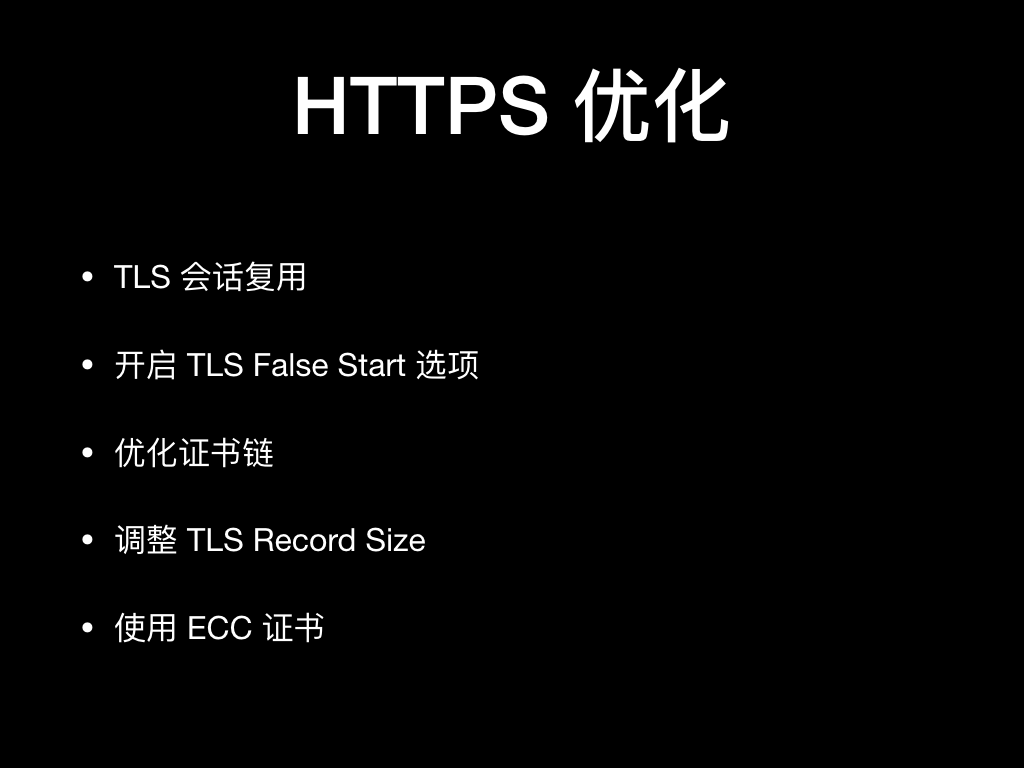 HTTPS 优化
• TLS 会话复用
• 开启 TLS False Start 选项
• 优化证书链
• 调整 TLS Record Size
• 使用 ECC 证书